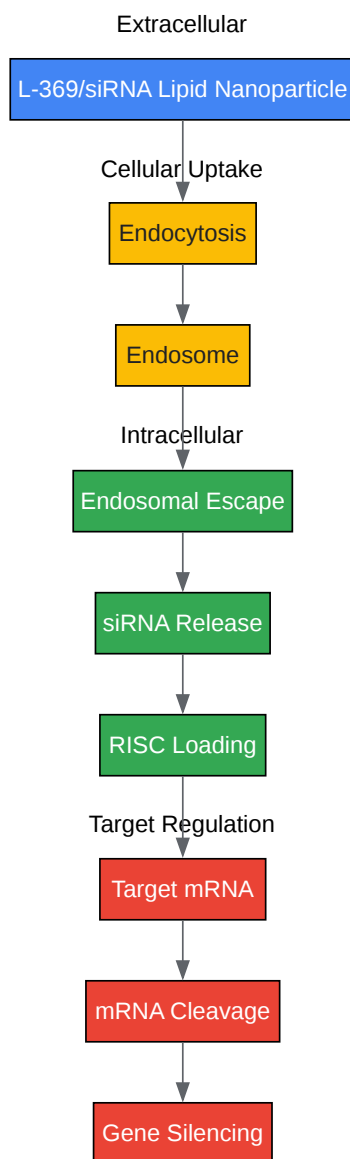 Extracellular
L-369/siRNA Lipid Nanoparticle
Cellular Uptake
Endocytosis
Endosome
Intracellular
Endosomal Escape
siRNA Release
RISC Loading
Target Regulation
Target mRNA
mRNA Cleavage
Gene Silencing